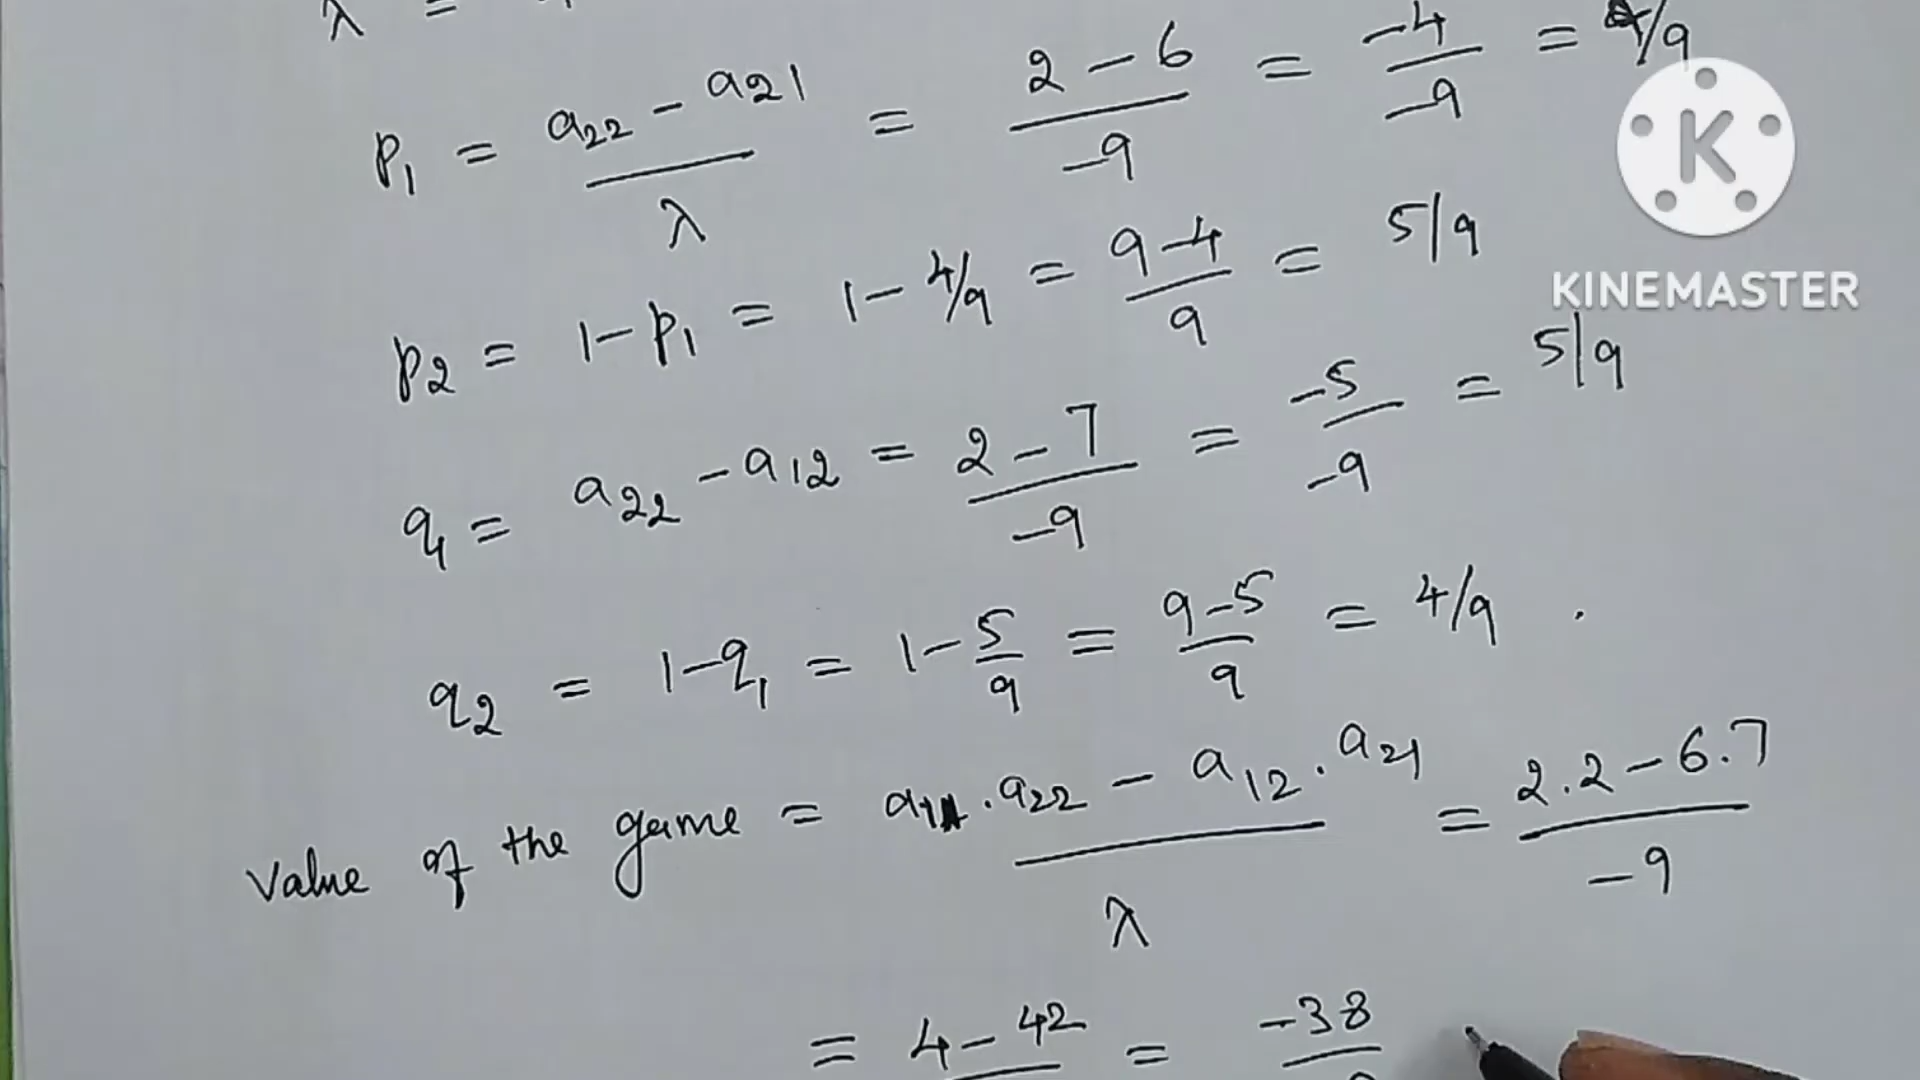 λ =
p₁ = (a₂₂ - a₂₁)/λ = (2 - 6)/-9 = -4/-9 = 4/9
p₂ = 1 - p₁ = 1 - 4/9 = (9 - 4)/9 = 5/9
q₁ = a₂₂ - a₁₂ = (2 - 7)/-9 = -5/-9 = 5/9
q₂ = 1 - q₁ = 1 - 5/9 = (9 - 5)/9 = 4/9 .
Value of the game = (a₁₁ . a₂₂ - a₁₂ . a₂₁)/λ = (2.2 - 6.7)/-9
= 4 - 42 = -38
K
KINEMASTER